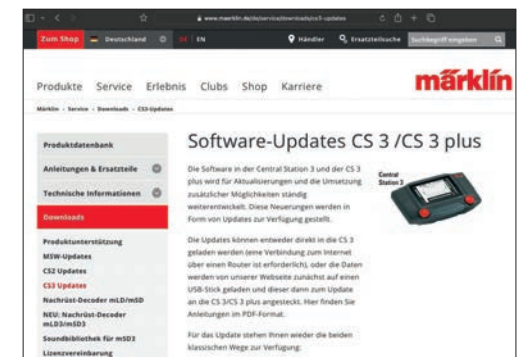 www.maerklin.de/de/service/downloads/cs3-updates
Zum Shop Deutschland DE EN Händler Ersatzteilsuche Suchbegriff eingeben
Produkte Service Erlebnis Clubs Shop Karriere
märklin
Märklin › Service › Downloads › CS3-Updates
Produktdatenbank
Anleitungen & Ersatzteile
Technische Informationen
Downloads
Produktunterstützung
MSW-Updates
CS2 Updates
CS3 Updates
Nachrüst-Decoder mLD/mSD
NEU: Nachrüst-Decoder
mLD3/mSD3
Soundbibliothek für mSD3
Lizenzvereinbarung
Software-Updates CS 3 /CS 3 plus
Die Software in der Central Station 3 und der CS 3
plus wird für Aktualisierungen und die Umsetzung
zusätzlicher Möglichkeiten ständig
weiterentwickelt. Diese Neuerungen werden in
Form von Updates zur Verfügung gestellt.
Central
Station 3
Die Updates können entweder direkt in die CS 3
geladen werden (eine Verbindung zum Internet
über einen Router ist erforderlich), oder die Daten
werden von unserer Webseite zunächst auf einen
USB-Stick geladen und dieser dann zum Update
an die CS 3/CS 3 plus angesteckt. Hier finden Sie
Anleitungen im PDF-Format.
Für das Update stehen Ihnen wieder die beiden
klassischen Wege zur Verfügung: